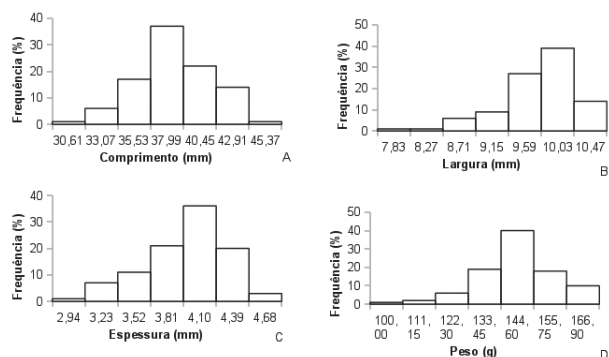 Frequência (%)
40
30
20
10
0
30,61 33,07 35,53 37,99 40,45 42,91 45,37
Comprimento (mm)
A
Frequência (%)
50
40
30
20
10
0
7,83 8,27 8,71 9,15 9,59 10,03 10,47
Largura (mm)
B
Frequência (%)
40
30
20
10
0
2,94 3,23 3,52 3,81 4,10 4,39 4,68
Espessura (mm)
C
Frequência (%)
50
40
30
20
10
0
100, 111, 122, 133, 144, 155, 166,
00 15 30 45 60 75 90
Peso (g)
D